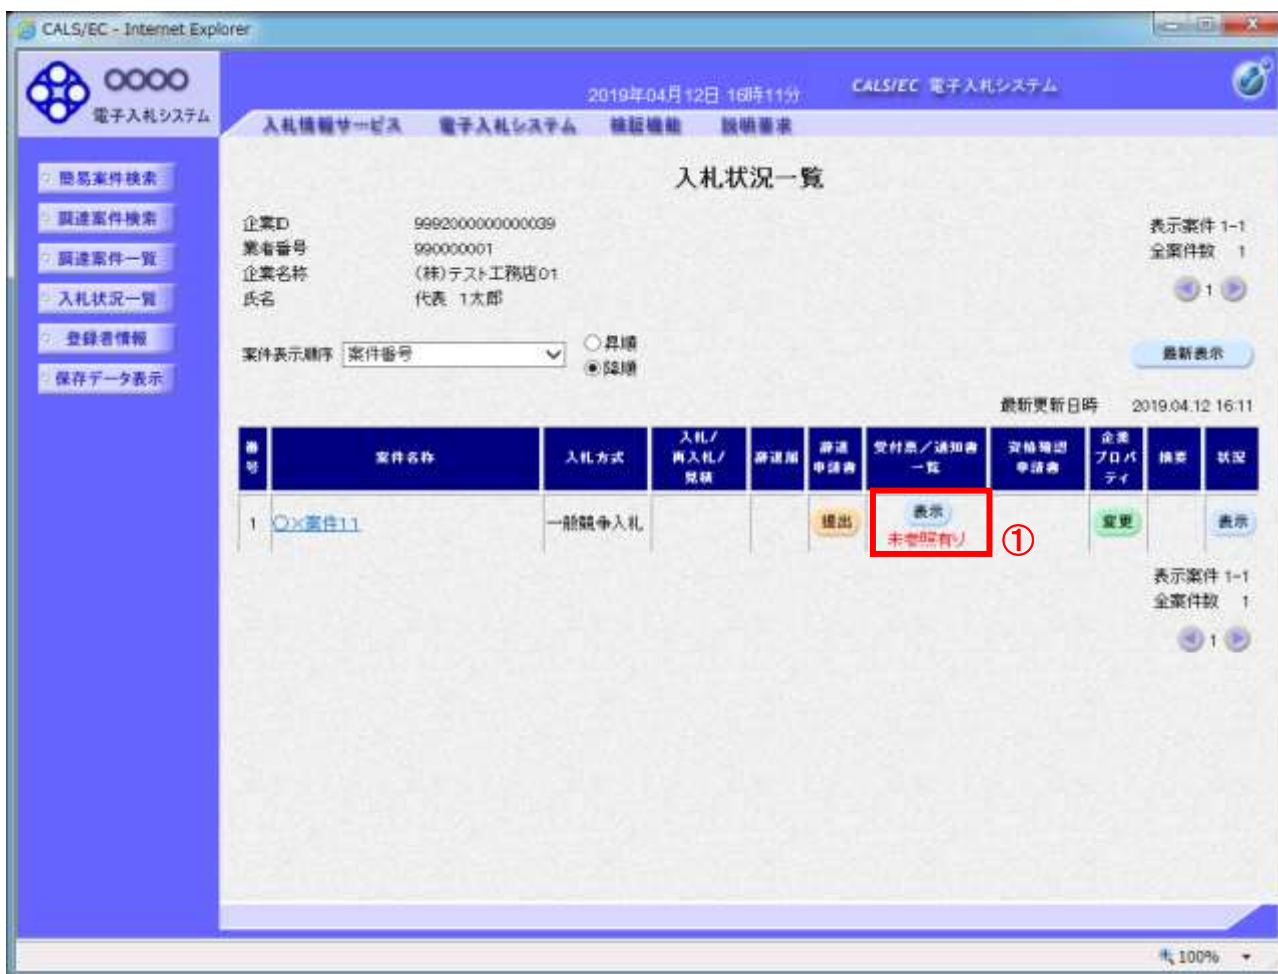 CALS/EC - Internet Explorer
○○○○
電子入札システム
2019年04月12日 16時11分
CALS/EC 電子入札システム
入札情報サービス 電子入札システム 検証機能 説明要求
簡易案件検索
調達案件検索
調達案件一覧
入札状況一覧
登録者情報
保存データ表示
入札状況一覧
企業ID 9992000000000039
業者番号 990000001
企業名称 (株)テスト工務店01
氏名 代表 1太郎
表示案件 1-1
全案件数 1
1
案件表示順序 案件番号
○昇順
●降順
最新表示
最新更新日時 2019.04.12 16:11
番号 案件名称 入札方式 入札/再入札/見積 辞退届 辞退申請書 受付票/通知書一覧 資格確認申請書 企業プロパティ 摘要 状況
1 ○×案件11 一般競争入札 提出 表示 変更 表示
未参照有り
①
表示案件 1-1
全案件数 1
1
100%